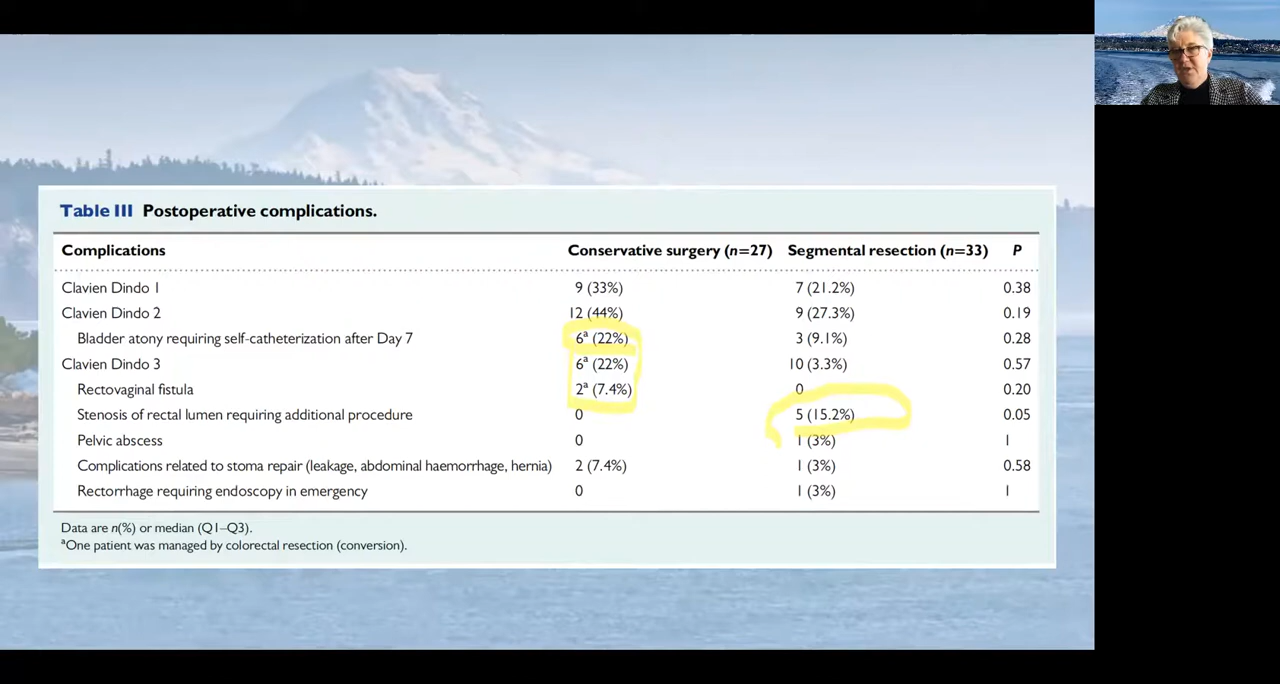 Table III Postoperative complications.
Complications Conservative surgery (n=27) Segmental resection (n=33) P
Clavien Dindo 1 9 (33%) 7 (21.2%) 0.38
Clavien Dindo 2 12 (44%) 9 (27.3%) 0.19
Bladder atony requiring self-catheterization after Day 7 6ᵃ (22%) 3 (9.1%) 0.28
Clavien Dindo 3 6ᵃ (22%) 10 (3.3%) 0.57
Rectovaginal fistula 2ᵃ (7.4%) 0 0.20
Stenosis of rectal lumen requiring additional procedure 0 5 (15.2%) 0.05
Pelvic abscess 0 1 (3%) 1
Complications related to stoma repair (leakage, abdominal haemorrhage, hernia) 2 (7.4%) 1 (3%) 0.58
Rectorrhage requiring endoscopy in emergency 0 1 (3%) 1
Data are n(%) or median (Q1–Q3).
ᵃOne patient was managed by colorectal resection (conversion).